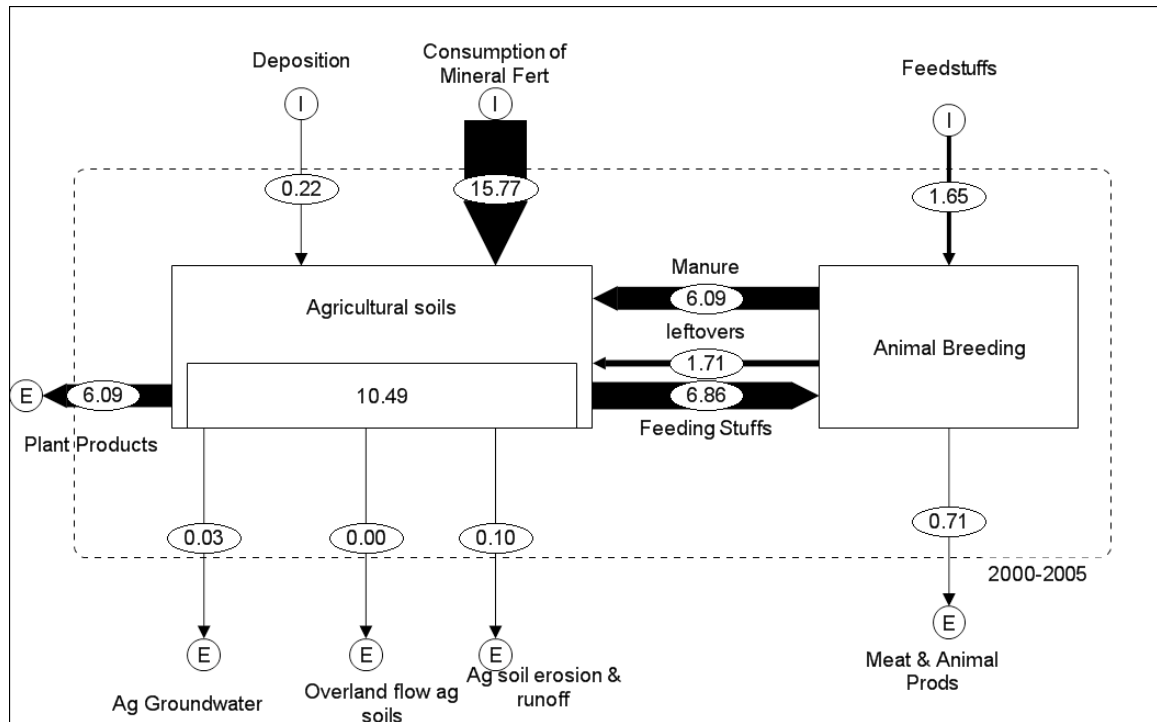 Deposition
Consumption of
Mineral Fert
Feedstuffs
I
I
I
0.22
15.77
1.65
Agricultural soils
Manure
6.09
leftovers
1.71
Animal Breeding
10.49
6.86
Feeding Stuffs
E
6.09
Plant Products
0.03
0.00
0.10
0.71
2000-2005
E
E
E
E
Ag Groundwater
Overland flow ag
soils
Ag soil erosion &
runoff
Meat & Animal
Prods